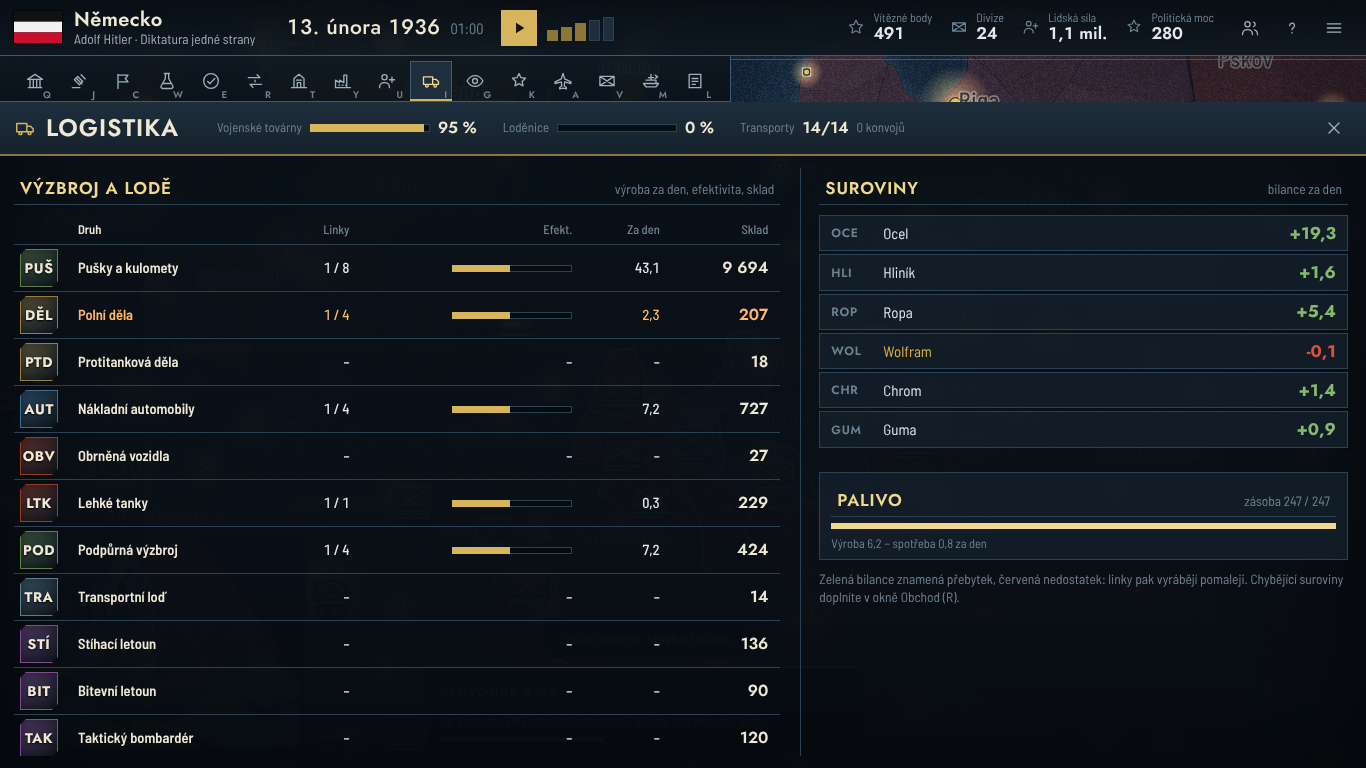 Německo
Adolf Hitler · Diktatura jedné strany
13. února 1936 01:00
Vítězné body
491
Divize
24
Lidská síla
1,1 mil.
Politická moc
280
?
Q J C W E R T Y U I G K A V M L
Pskov
Riga
LOGISTIKA
Vojenské továrny 95 %
Loděnice 0 %
Transporty 14/14 0 konvojů
VÝZBROJ A LODĚ
výroba za den, efektivita, sklad
Druh Linky Efekt. Za den Sklad
PUŠ Pušky a kulomety 1 / 8 43,1 9 694
DĚL Polní děla 1 / 4 2,3 207
PTD Protitanková děla – – – 18
AUT Nákladní automobily 1 / 4 7,2 727
OBV Obrněná vozidla – – – 27
LTK Lehké tanky 1 / 1 0,3 229
POD Podpůrná výzbroj 1 / 4 7,2 424
TRA Transportní loď – – – 14
STÍ Stíhací letoun – – – 136
BIT Bitevní letoun – – – 90
TAK Taktický bombardér – – – 120
SUROVINY
bilance za den
OCE Ocel +19,3
HLI Hliník +1,6
ROP Ropa +5,4
WOL Wolfram -0,1
CHR Chrom +1,4
GUM Guma +0,9
PALIVO
zásoba 247 / 247
Výroba 6,2 – spotřeba 0,8 za den
Zelená bilance znamená přebytek, červená nedostatek: linky pak vyrábějí pomaleji. Chybějící suroviny
doplníte v okně Obchod (R).